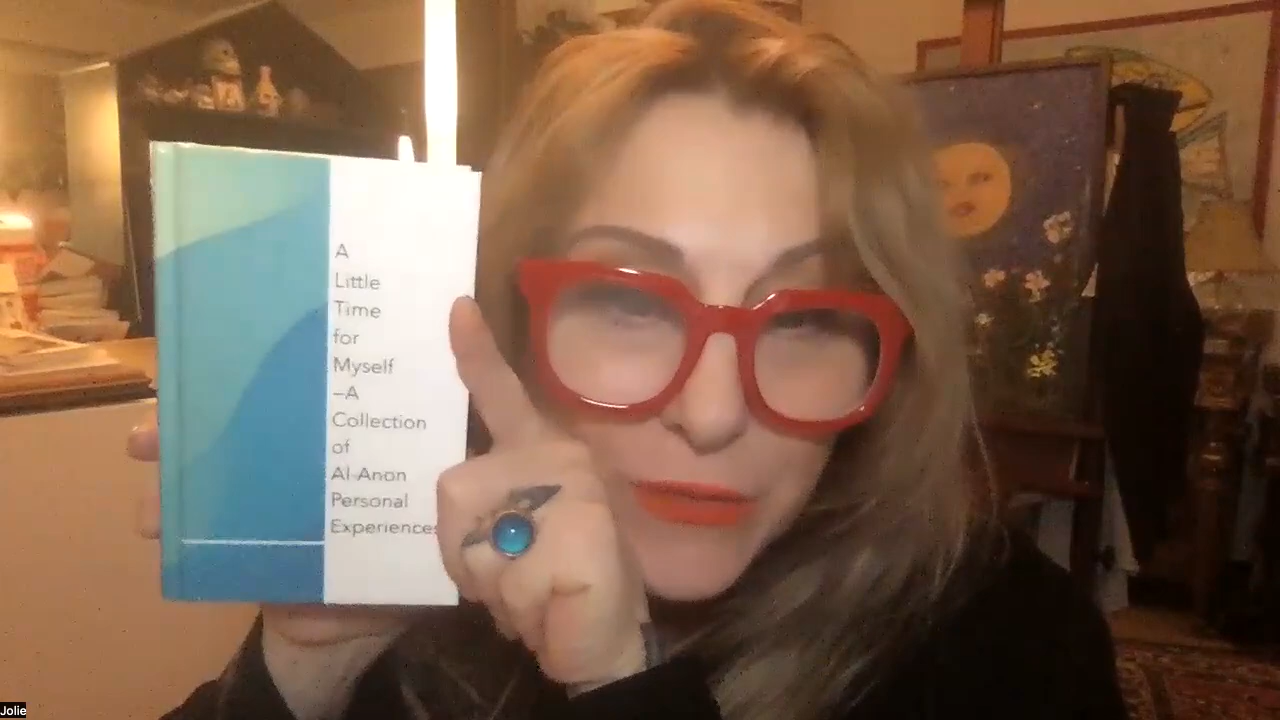 A
Little
Time
for
Myself
–A
Collection
of
Al-Anon
Personal
Experiences
Jolie